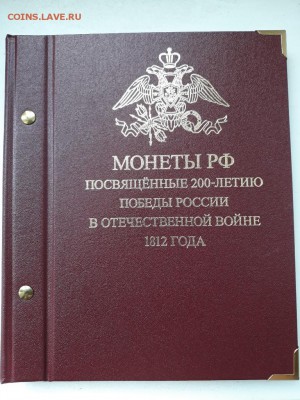 COINS.LAVE.RU
МОНЕТЫ РФ
ПОСВЯЩЁННЫЕ 200-ЛЕТИЮ
ПОБЕДЫ РОССИИ
В ОТЕЧЕСТВЕННОЙ ВОЙНЕ
1812 ГОДА